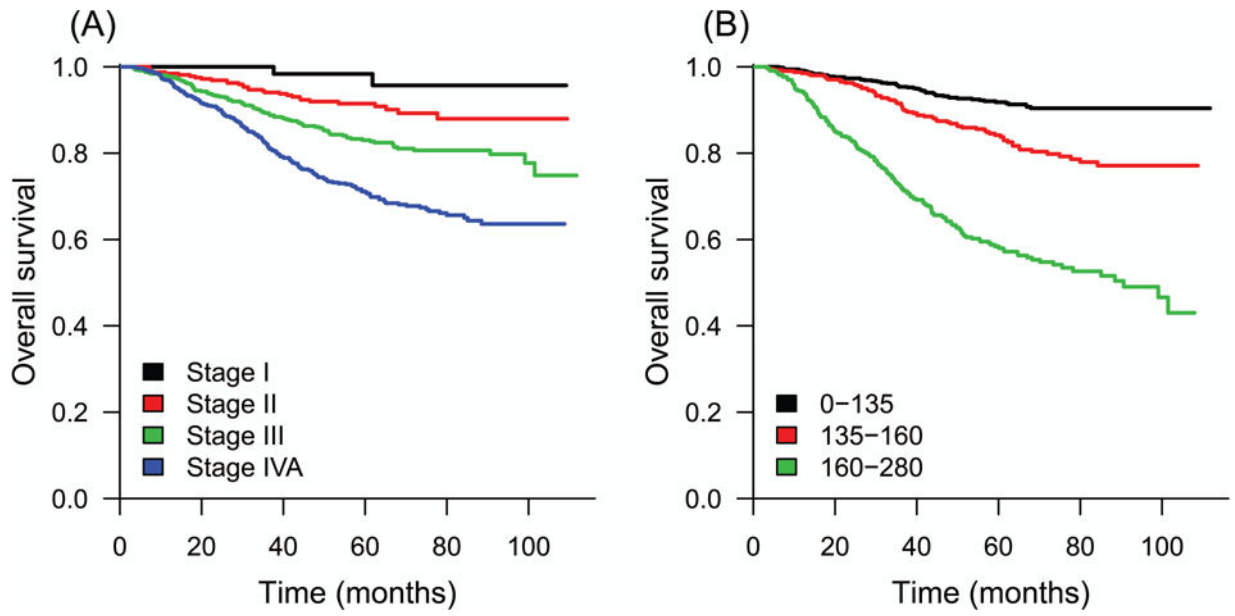 (A)
1.0
0.8
0.6
0.4
0.2
0.0
Overall survival
Stage I
Stage II
Stage III
Stage IVA
0 20 40 60 80 100
Time (months)
(B)
1.0
0.8
0.6
0.4
0.2
0.0
Overall survival
0−135
135−160
160−280
0 20 40 60 80 100
Time (months)